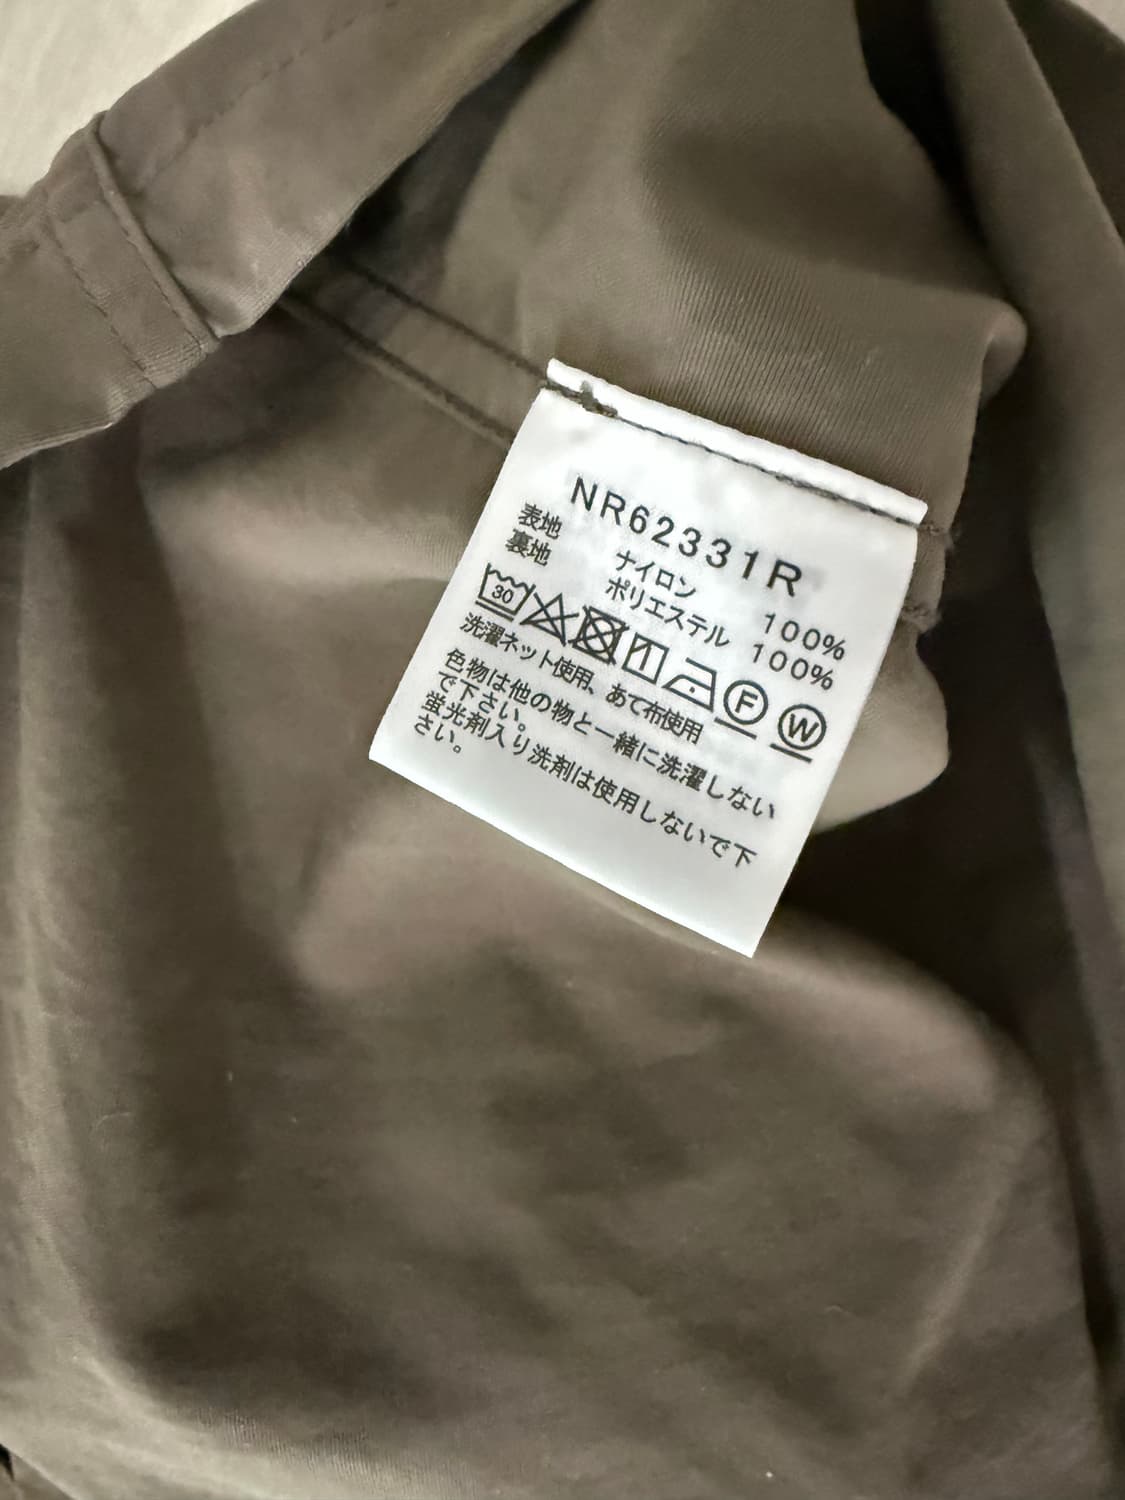 NR62331R
表地 ナイロン 100%
裏地 ポリエステル 100%
30 F W
洗濯ネット使用、あて布使用
色物は他の物と一緒に洗濯しない
で下さい。
蛍光剤入り洗剤は使用しないで下
さい。